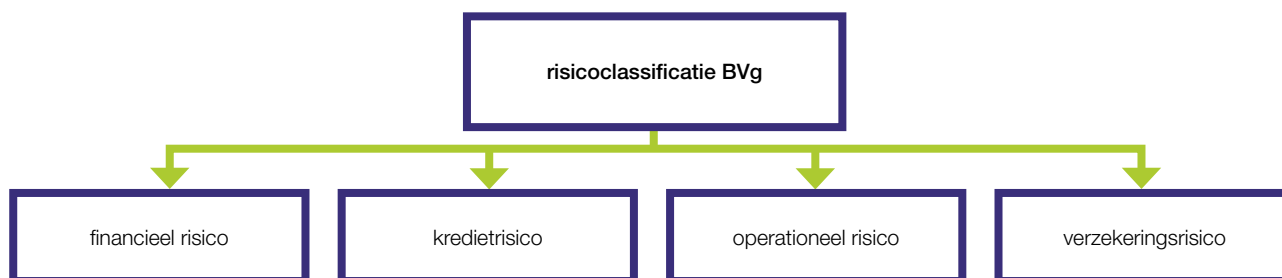 risicoclassificatie BVg
financieel risico
kredietrisico
operationeel risico
verzekeringsrisico